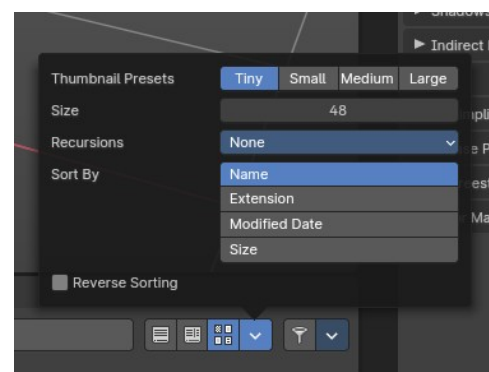 Shadows
Indirect
Thumbnail Presets Tiny Small Medium Large
Size 48
Recursions None
Sort By Name
Extension
Modified Date
Size
Reverse Sorting